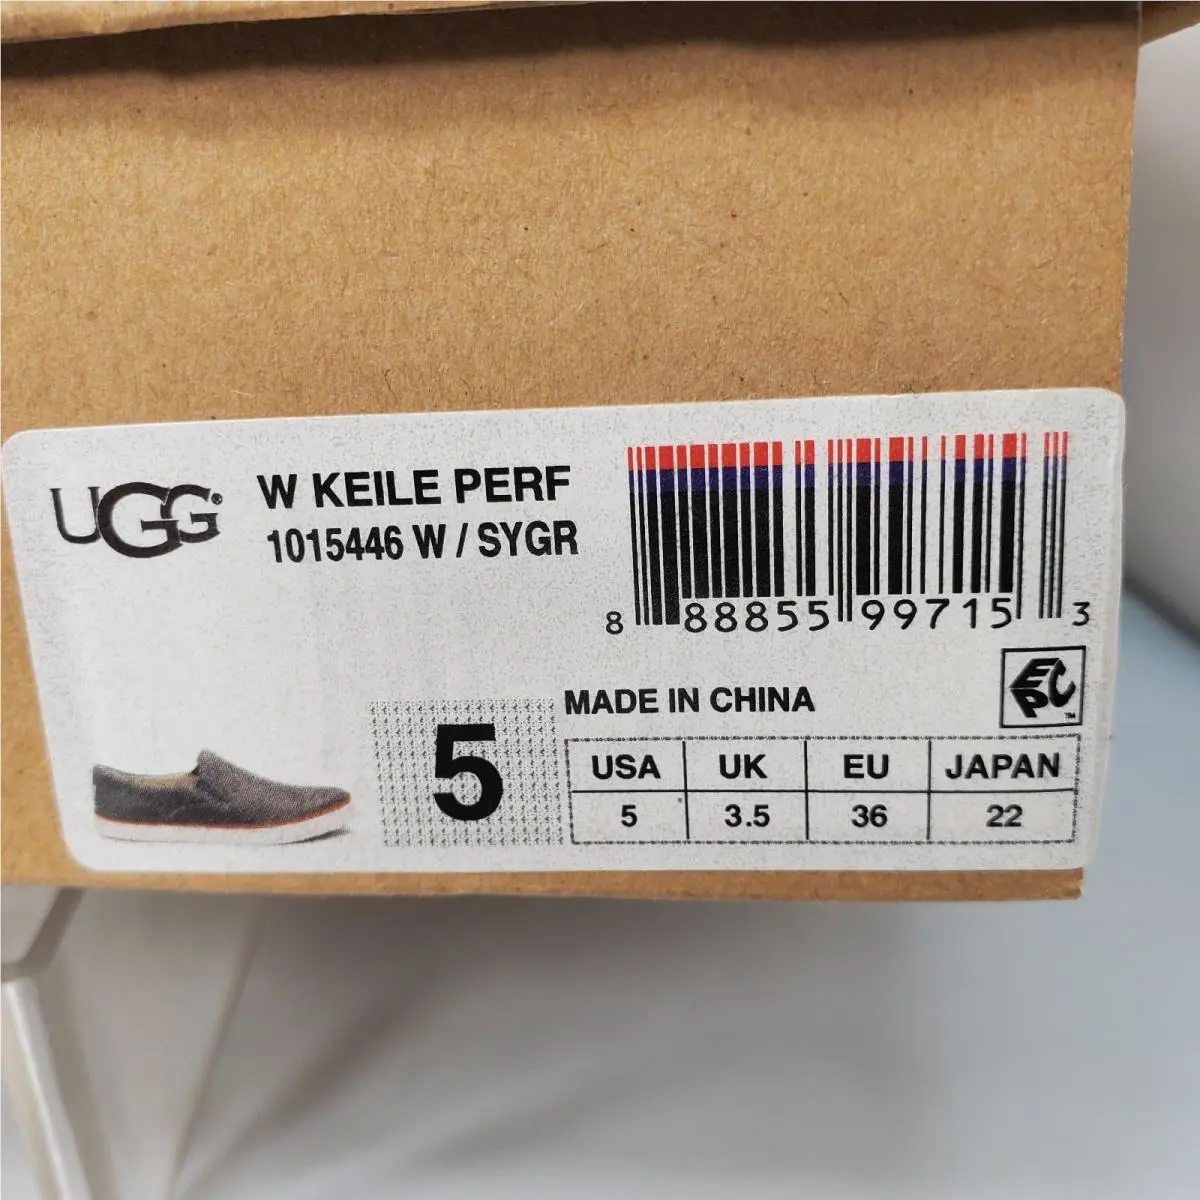 UGG®
W KEILE PERF
1015446 W / SYGR
8 88855 99715 3
EPC™
MADE IN CHINA
5
USA UK EU JAPAN
5 3.5 36 22